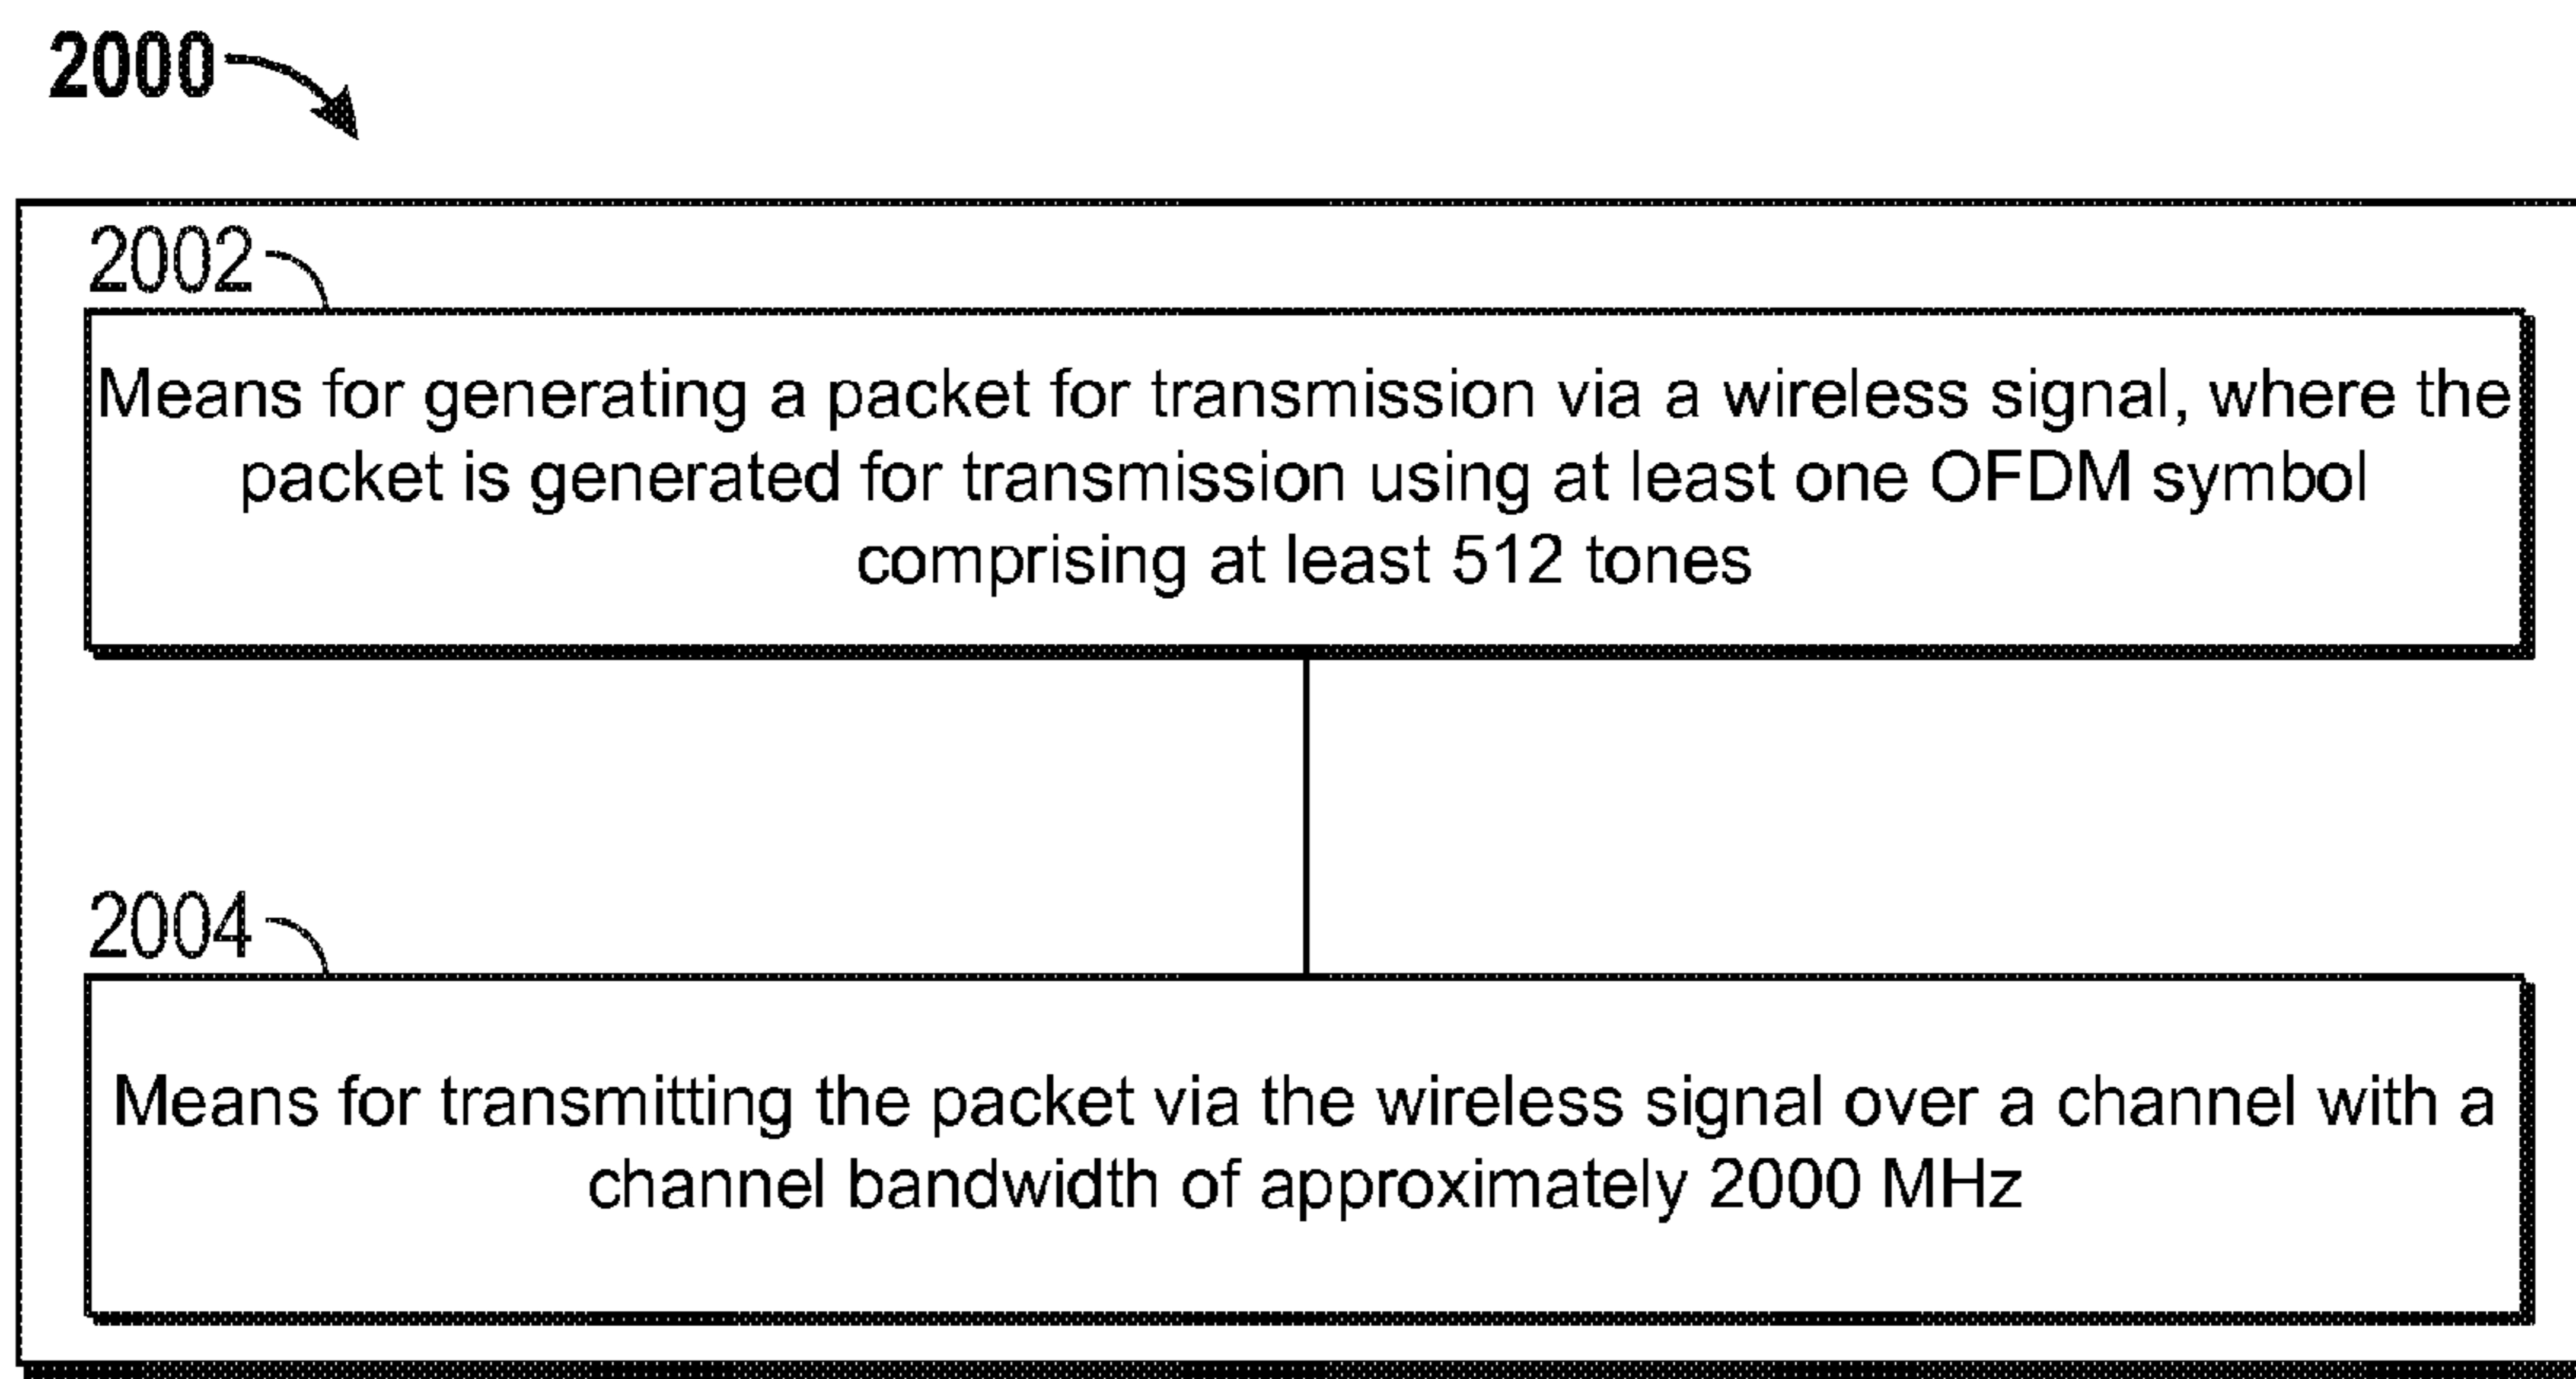 2000
2002
Means for generating a packet for transmission via a wireless signal, where the
packet is generated for transmission using at least one OFDM symbol
comprising at least 512 tones
2004
Means for transmitting the packet via the wireless signal over a channel with a
channel bandwidth of approximately 2000 MHz